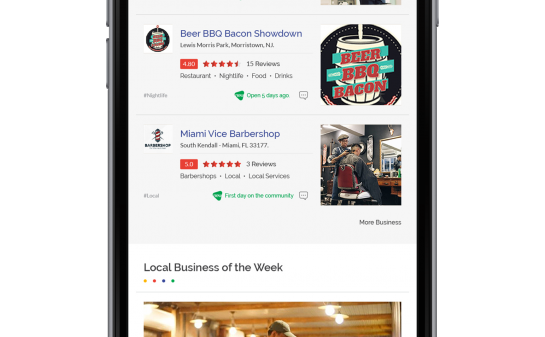 Beer BBQ Bacon Showdown
Lewis Morris Park, Morristown, NJ.
4.80 15 Reviews
Restaurant • Nightlife • Food • Drinks
#Nightlife
Open 5 days ago.
BEER
BBQ
BACON
Miami Vice Barbershop
South Kendall - Miami, FL 33177.
BARBERSHOP
5.0 3 Reviews
Barbershops • Local • Local Services
#Local
First day on the community
More Business
Local Business of the Week